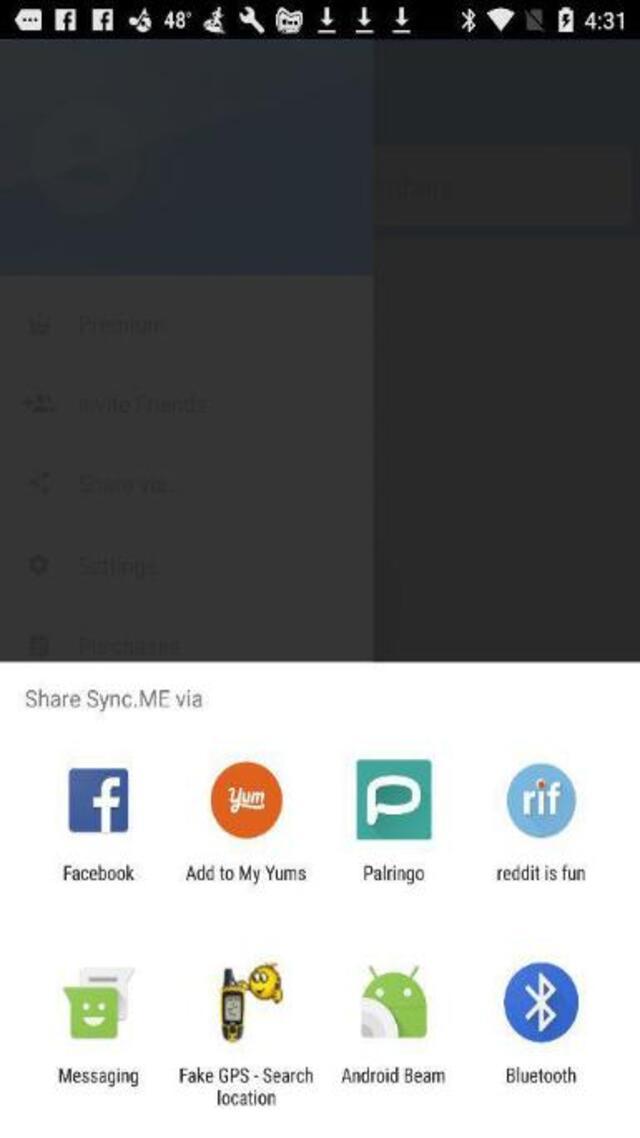 48° 4:31
Premium
Invite Friends
Share via...
Settings
Purchases
Share Sync.ME via
f Yum rif
Facebook Add to My Yums Palringo reddit is fun
Messaging Fake GPS - Search Android Beam Bluetooth
location